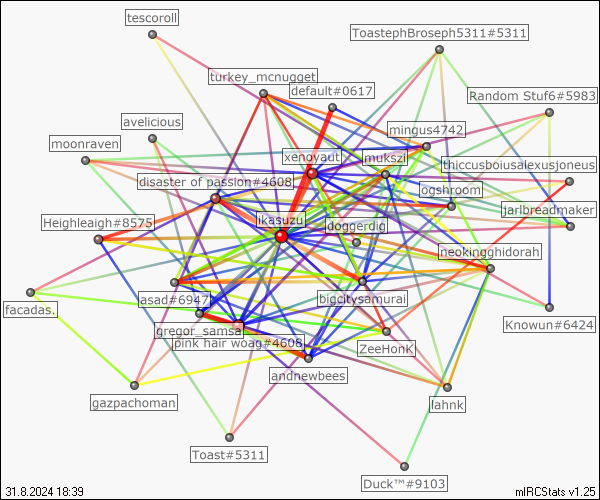 tescoroll
ToastephBroseph5311#5311
turkey_mcnugget
default#0617
Random Stuf6#5983
avelicious
mingus4742
moonraven
xenoyaut
mukszil
thiccusboiusalexusjoneus
disaster of passion#4608
ogshroom
jarlbreadmaker
ikasuzu
Heighleaigh#8575
doggerdig
neokingghidorah
facadas.
asad#6947
bigcitysamurai
Knowun#6424
gregor_samsa
pink hair woag#4608
ZeeHonk
andnewbees
gazpachoman
lahnk
Toast#5311
Duck™#9103
31.8.2024 18:39
mIRCStats v1.25